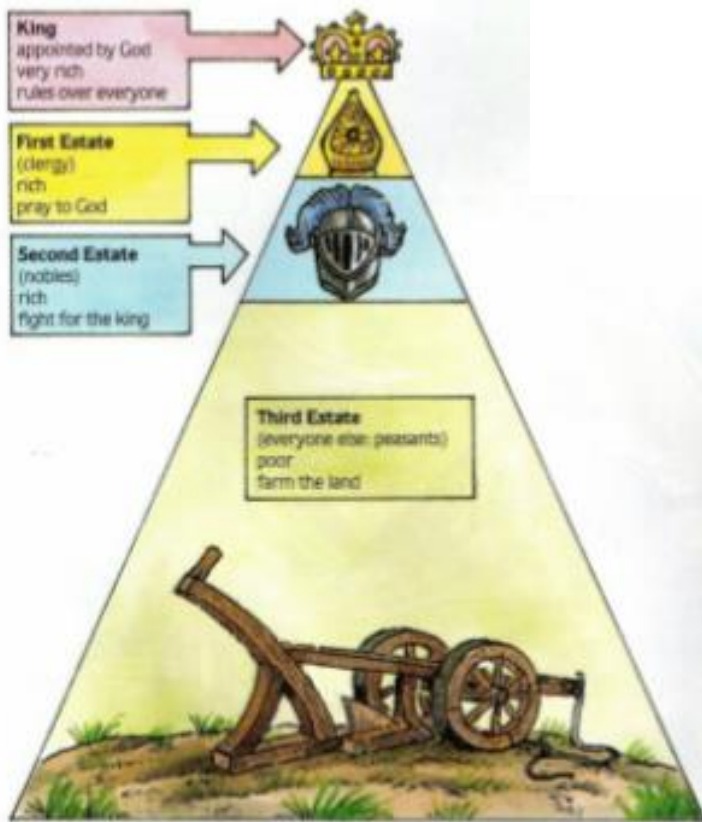 King
appointed by God
very rich
rules over everyone
First Estate
(clergy)
rich
pray to God
Second Estate
(nobles)
rich
fight for the king
Third Estate
(everyone else: peasants)
poor
farm the land